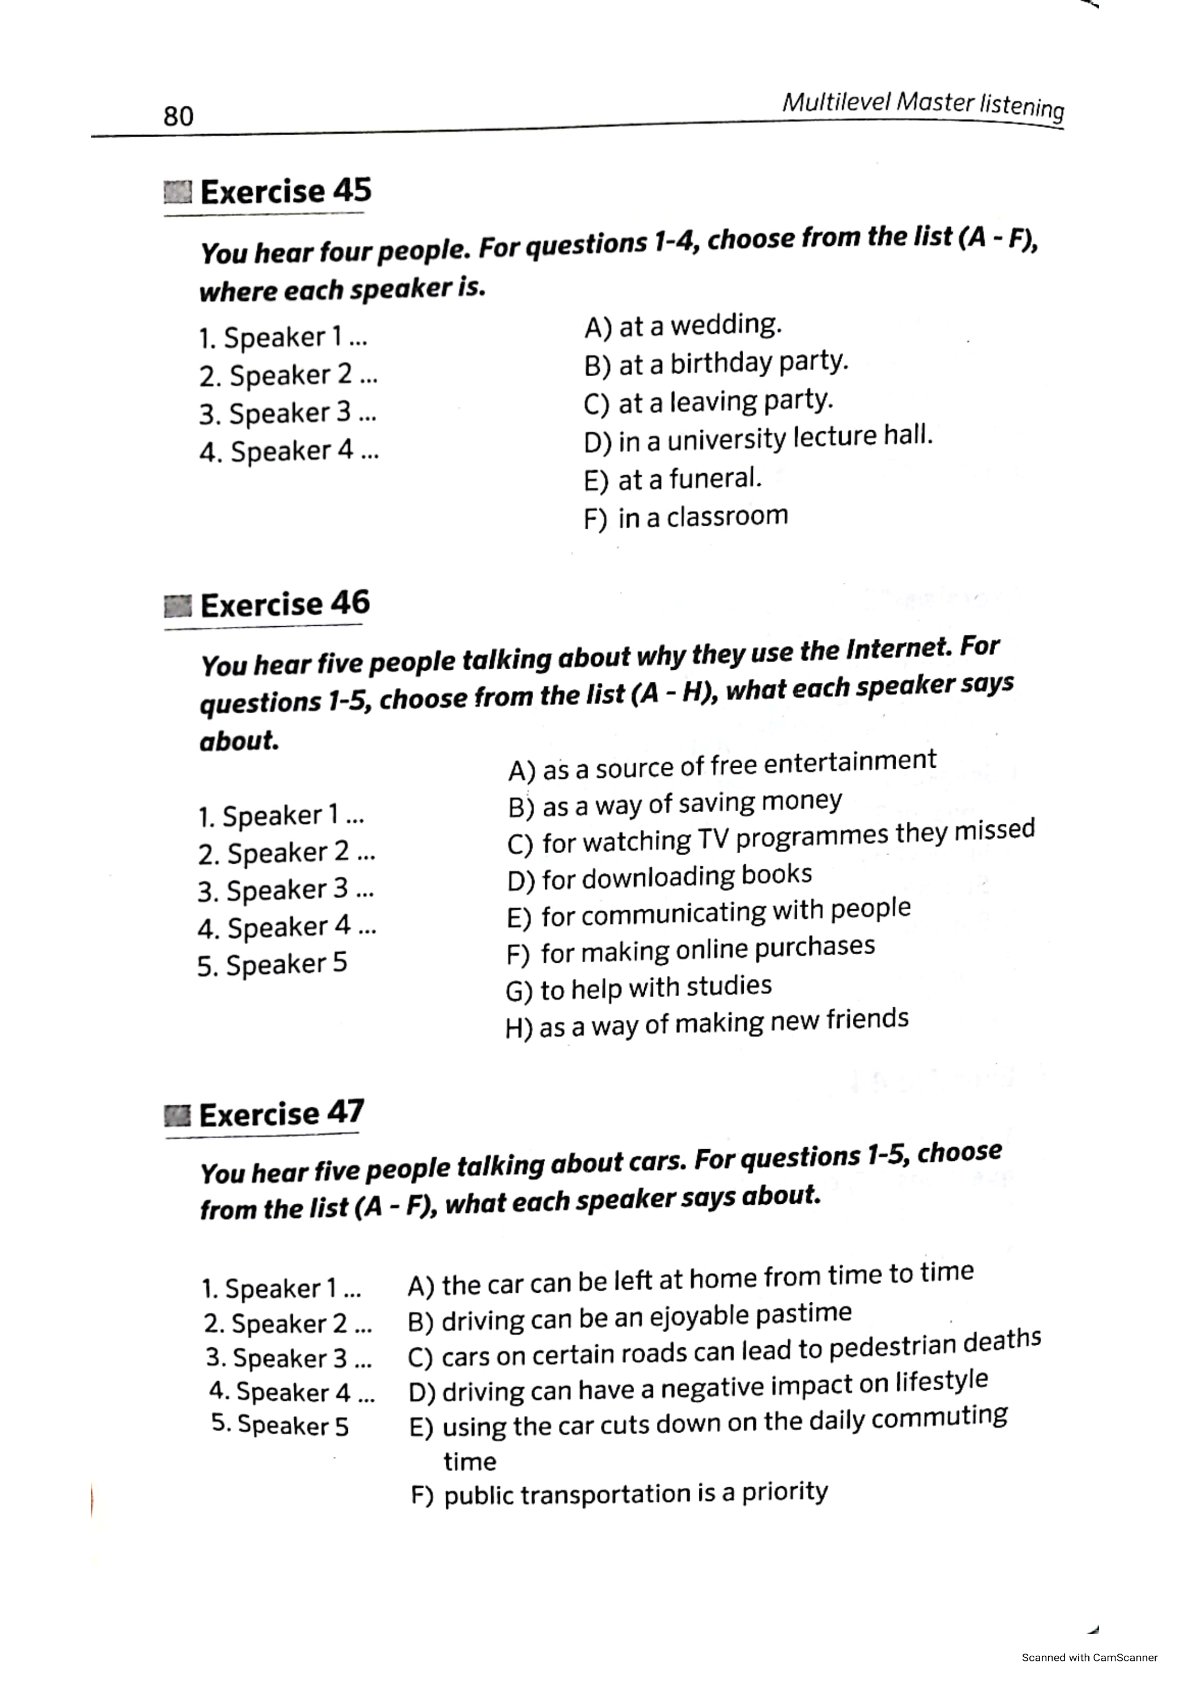 80
Multilevel Master listening
Exercise 45
You hear four people. For questions 1-4, choose from the list (A - F),
where each speaker is.
1. Speaker 1 ...
2. Speaker 2 ...
3. Speaker 3 ...
4. Speaker 4 ...
A) at a wedding.
B) at a birthday party.
C) at a leaving party.
D) in a university lecture hall.
E) at a funeral.
F) in a classroom
Exercise 46
You hear five people talking about why they use the Internet. For
questions 1-5, choose from the list (A - H), what each speaker says
about.
1. Speaker 1 ...
2. Speaker 2 ...
3. Speaker 3 ...
4. Speaker 4 ...
5. Speaker 5
A) as a source of free entertainment
B) as a way of saving money
C) for watching TV programmes they missed
D) for downloading books
E) for communicating with people
F) for making online purchases
G) to help with studies
H) as a way of making new friends
Exercise 47
You hear five people talking about cars. For questions 1-5, choose
from the list (A - F), what each speaker says about.
1. Speaker 1 ...
2. Speaker 2 ...
3. Speaker 3 ...
4. Speaker 4 ...
5. Speaker 5
A) the car can be left at home from time to time
B) driving can be an ejoyable pastime
C) cars on certain roads can lead to pedestrian deaths
D) driving can have a negative impact on lifestyle
E) using the car cuts down on the daily commuting
time
F) public transportation is a priority
Scanned with CamScanner